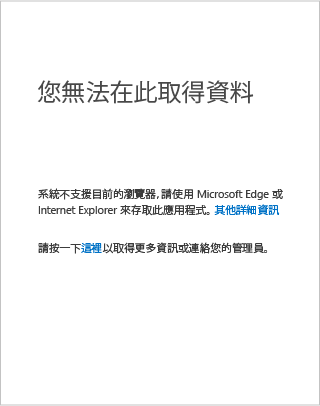 您無法在此取得資料
系統不支援目前的瀏覽器，請使用 Microsoft Edge 或
Internet Explorer 來存取此應用程式。其他詳細資訊
請按一下這裡以取得更多資訊或連絡您的管理員。